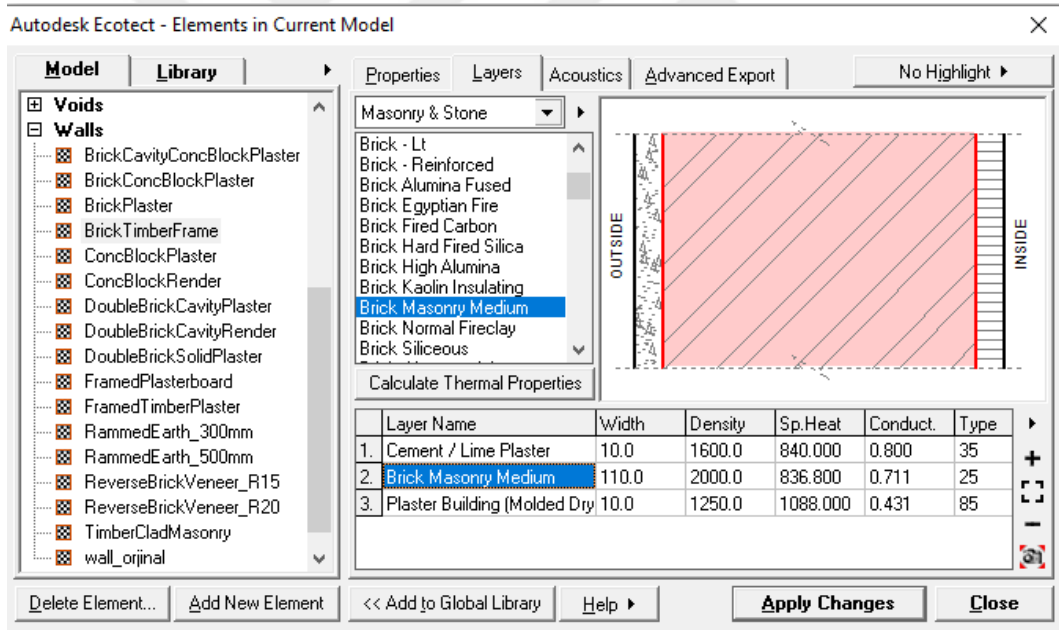 Autodesk Ecotect - Elements in Current Model
Model
Library
Voids
Walls
BrickCavityConcBlockPlaster
BrickConcBlockPlaster
BrickPlaster
BrickTimberFrame
ConcBlockPlaster
ConcBlockRender
DoubleBrickCavityPlaster
DoubleBrickCavityRender
DoubleBrickSolidPlaster
FramedPlasterboard
FramedTimberPlaster
RammedEarth_300mm
RammedEarth_500mm
ReverseBrickVeneer_R15
ReverseBrickVeneer_R20
TimberCladMasonry
wall_orjinal
Properties Layers Acoustics Advanced Export No Highlight
Masonry & Stone
Brick - Lt
Brick - Reinforced
Brick Alumina Fused
Brick Egyptian Fire
Brick Fired Carbon
Brick Hard Fired Silica
Brick High Alumina
Brick Kaolin Insulating
Brick Masonry Medium
Brick Normal Fireclay
Brick Siliceous
Calculate Thermal Properties
OUTSIDE
INSIDE
Layer Name Width Density Sp.Heat Conduct. Type
1. Cement / Lime Plaster 10.0 1600.0 840.000 0.800 35
2. Brick Masonry Medium 110.0 2000.0 836.800 0.711 25
3. Plaster Building (Molded Dry 10.0 1250.0 1088.000 0.431 85
Delete Element... Add New Element << Add to Global Library Help Apply Changes Close